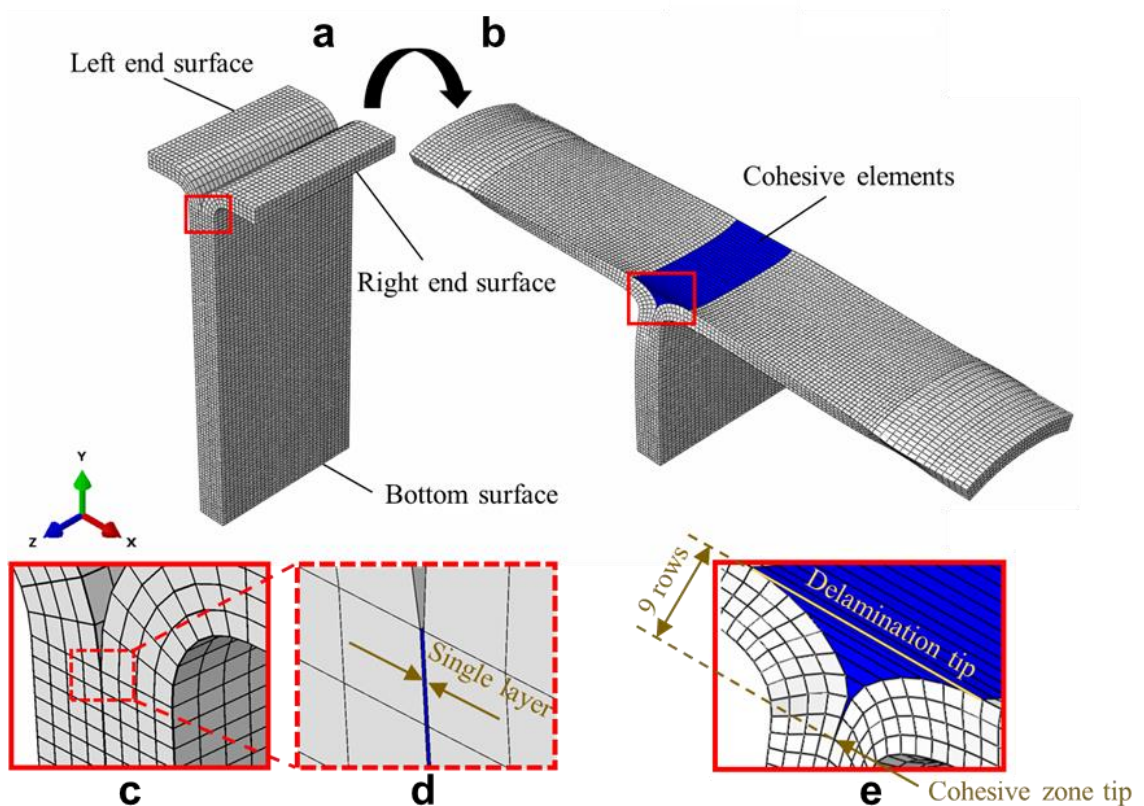 a
b
Left end surface
Cohesive elements
Right end surface
Bottom surface
Y
Z
X
9 rows
Delamination tip
Single layer
Cohesive zone tip
c
d
e